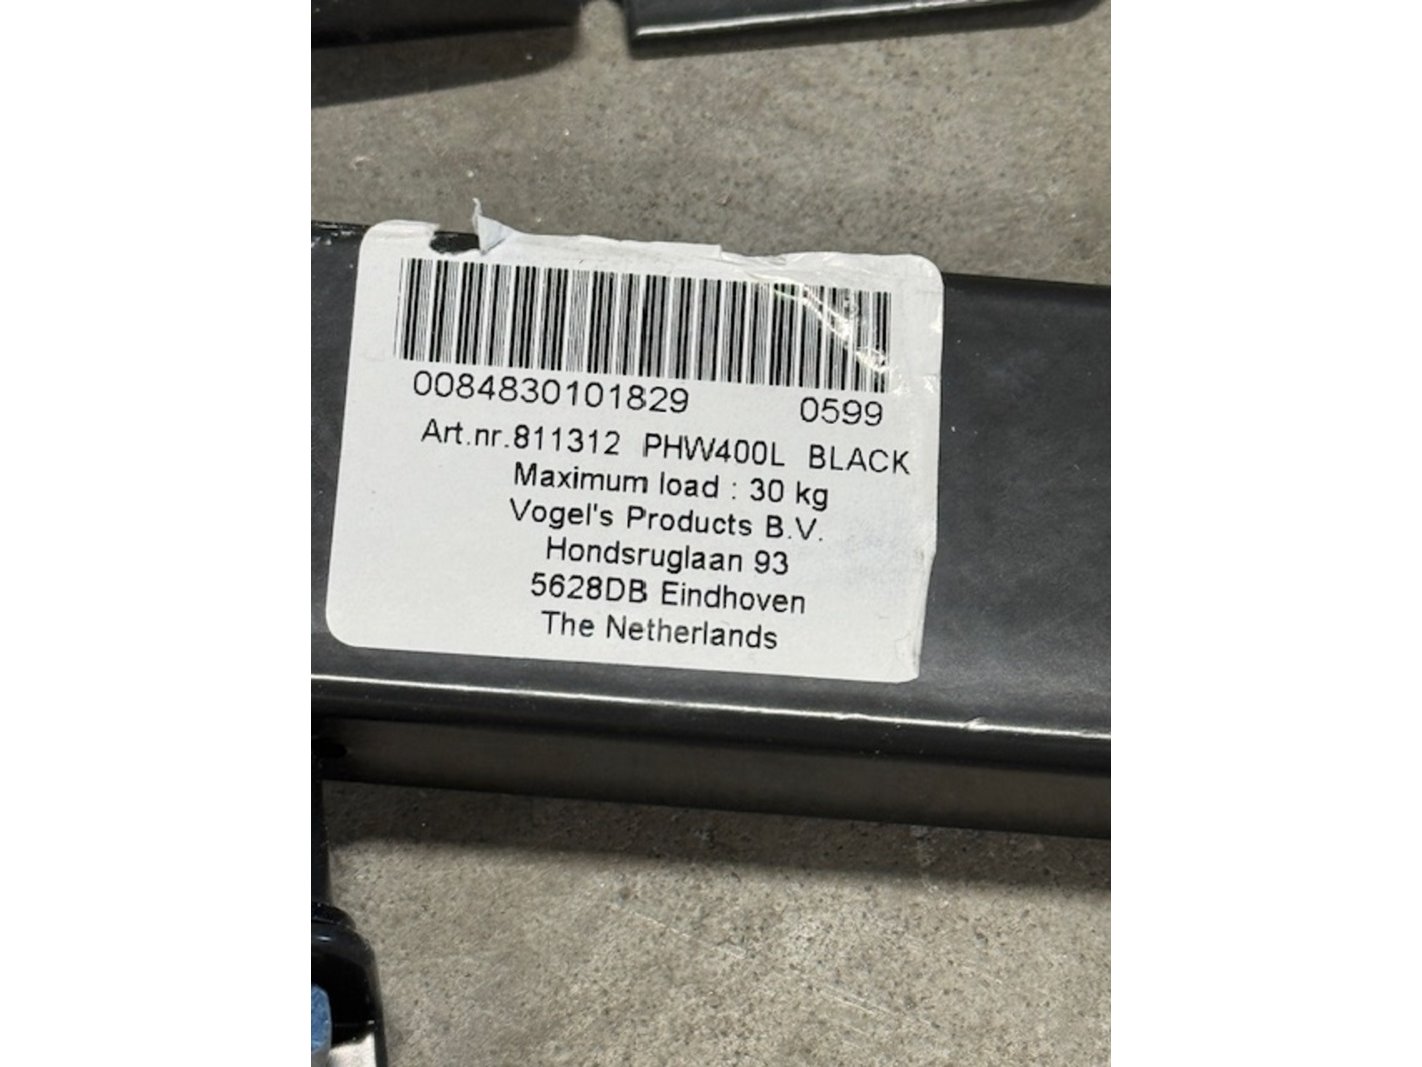 0084830101829 0599
Art.nr.811312 PHW400L BLACK
Maximum load : 30 kg
Vogel's Products B.V.
Hondsruglaan 93
5628DB Eindhoven
The Netherlands